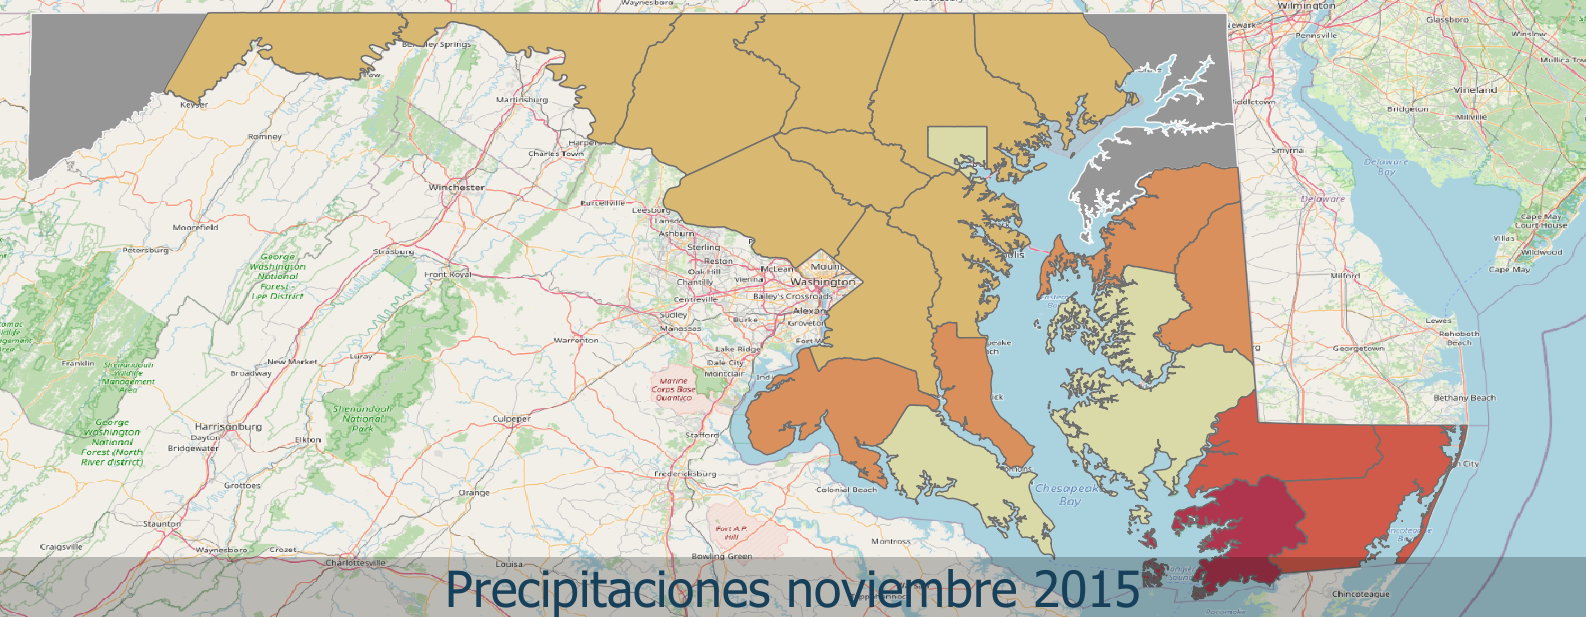 Waynesboro
Wilmington
Newark
Pennsville
Glassboro
Winslow
Berkeley Springs
Mullica
Keyser
Martinsburg
Vineland
Bridgeton
Millville
Romney
Harpers
Charles Town
Smyrna
Delaware
Bay
Winchester
Purcellville
Leesburg
Delaware
Moorefield
Ashburn
Cape May
Court House
Petersburg
Strasburg
Sterling
Villas
Wildwood
George
Washington
National
Forest -
Lee District
Reston
McLean
Mount
Cape May
Front Royal
Oak Hill
Milford
Chantilly
Vienna
Washington
Centreville
Bailey's Crossroads
Sudley
Burke
Groveton
Lewes
Manassas
Rehoboth
Beach
Warrenton
Lake Ridge
Georgetown
Franklin
Shenandoah
Wildlife
Management
Area
New Market
Luray
Dale City
Montclair
Broadway
Marine
Corps Base
Quantico
Bethany Beach
Shenandoah
National
Park
Culpeper
George
Washington
National
Forest (North
River district)
Harrisonburg
Dayton
Bridgewater
Elkton
Stafford
Fredericksburg
Grottoes
Orange
Colonial Beach
Chesapeake
Bay
Staunton
Fort A.P.
Hill
Craigsville
Waynesboro
Crozet
Bowling Green
Montross
Charlottesville
Louisa
Chincoteague
Precipitaciones noviembre 2015